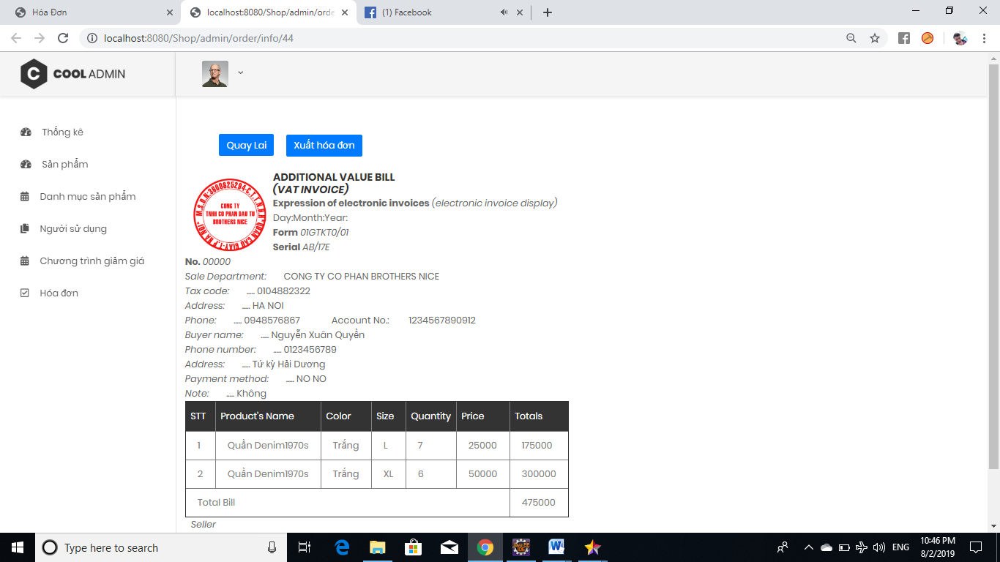 Hóa Đơn
localhost:8080/Shop/admin/orde
(1) Facebook
localhost:8080/Shop/admin/order/info/44
C COOL ADMIN
Thống kê
Sản phẩm
Danh mục sản phẩm
Người sử dụng
Chương trình giảm giá
Hóa đơn
Quay Lai
Xuất hóa đơn
M.S.D.N:3600825294-C.T.T.N.H.H
CONG TY
TNHH CO PHAN DAU TU
BROTHERS NICE
QUAN CAU GIAY-T.P HA NOI
ADDITIONAL VALUE BILL
(VAT INVOICE)
Expression of electronic invoices (electronic invoice display)
Day:Month:Year:
Form 01GTKT0/01
Serial AB/17E
No. 00000
Sale Department: CONG TY CO PHAN BROTHERS NICE
Tax code: ..... 0104882322
Address: ..... HA NOI
Phone: ..... 0948576867 Account No.: 1234567890912
Buyer name: ..... Nguyễn Xuân Quyền
Phone number: ..... 0123456789
Address: ..... Tứ kỳ Hải Dương
Payment method: ..... NO NO
Note: ..... Không
STT Product's Name Color Size Quantity Price Totals
1 Quần Denim1970s Trắng L 7 25000 175000
2 Quần Denim1970s Trắng XL 6 50000 300000
Total Bill 475000
Seller
Type here to search
ENG
10:46 PM
8/2/2019